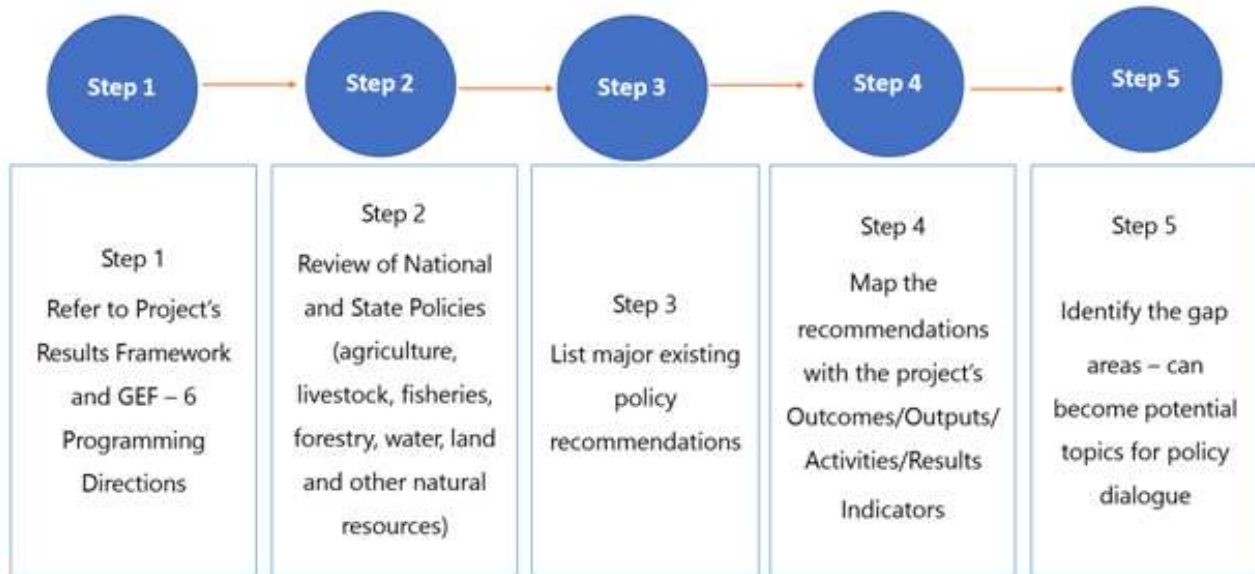 Step 1
Step 2
Step 3
Step 4
Step 5
Step 1
Refer to Project's
Results Framework
and GEF – 6
Programming
Directions
Step 2
Review of National
and State Policies
(agriculture,
livestock, fisheries,
forestry, water, land
and other natural
resources)
Step 3
List major existing
policy
recommendations
Step 4
Map the
recommendations
with the project's
Outcomes/Outputs/
Activities/Results
Indicators
Step 5
Identify the gap
areas – can
become potential
topics for policy
dialogue